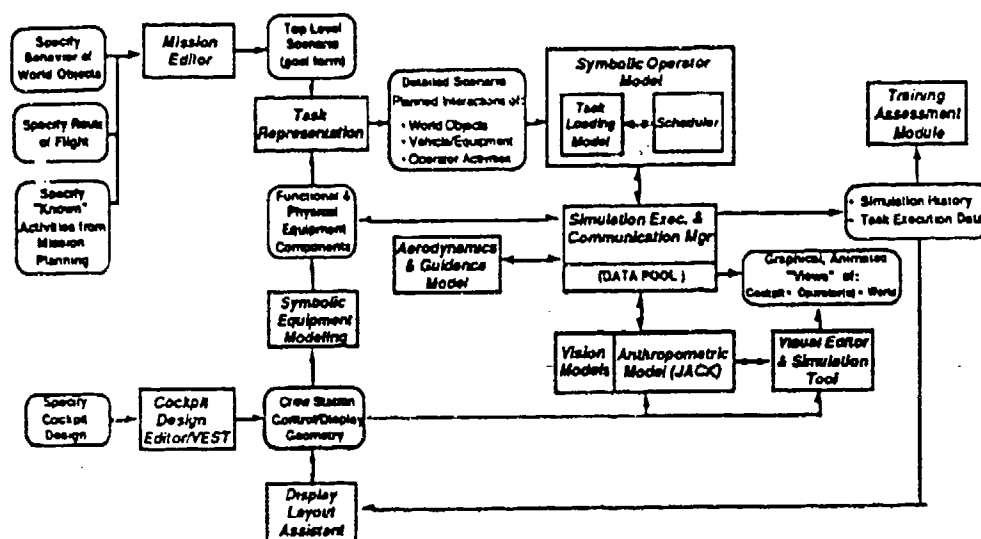 Specify
Behavior of
World Objects
Mission
Editor
Top Level
Scenario
(goal form)
Specify Route
of Flight
Specify
"Known"
Activities from
Mission
Planning
Task
Representation
Detailed Scenario
Planned Interactions of:
• World Objects
• Vehicle/Equipment
• Operator Activities
Symbolic Operator
Model
Task
Loading
Model
Scheduler
Training
Assessment
Module
Functional &
Physical
Equipment
Components
Simulation Exec. &
Communication Mgr
(DATA POOL)
- Simulation History
- Task Execution Data
Aerodynamics
& Guidance
Model
Graphical, Animated
"Views" of:
Cockpit • Operator(s) • World
Symbolic
Equipment
Modeling
Vision
Models
Anthropometric
Model (JACK)
Visual Editor
& Simulation
Tool
Specify
Cockpit
Design
Cockpit
Design
Editor/VEST
Crew Station
Control/Display
Geometry
Display
Layout
Assistant